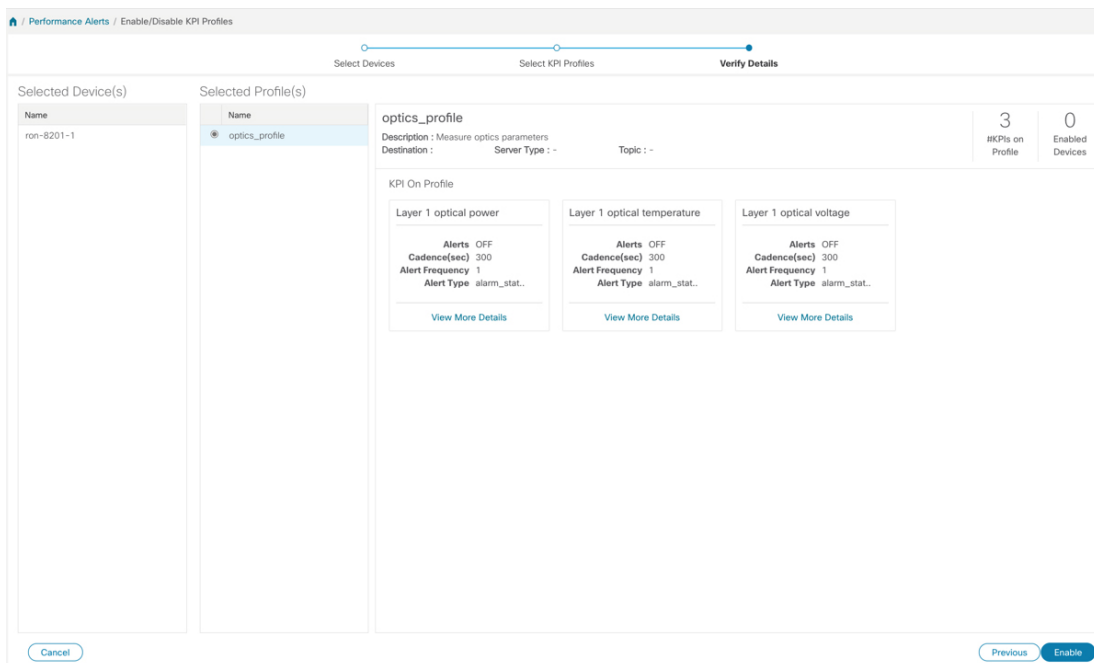 / Performance Alerts / Enable/Disable KPI Profiles
Select Devices Select KPI Profiles Verify Details
Selected Device(s)
Name
ron-8201-1
Selected Profile(s)
Name
optics_profile
optics_profile
Description : Measure optics parameters
Destination : Server Type : - Topic : -
3
#KPIs on
Profile
0
Enabled
Devices
KPI On Profile
Layer 1 optical power
Alerts OFF
Cadence(sec) 300
Alert Frequency 1
Alert Type alarm_stat..
View More Details
Layer 1 optical temperature
Alerts OFF
Cadence(sec) 300
Alert Frequency 1
Alert Type alarm_stat..
View More Details
Layer 1 optical voltage
Alerts OFF
Cadence(sec) 300
Alert Frequency 1
Alert Type alarm_stat..
View More Details
Cancel Previous Enable